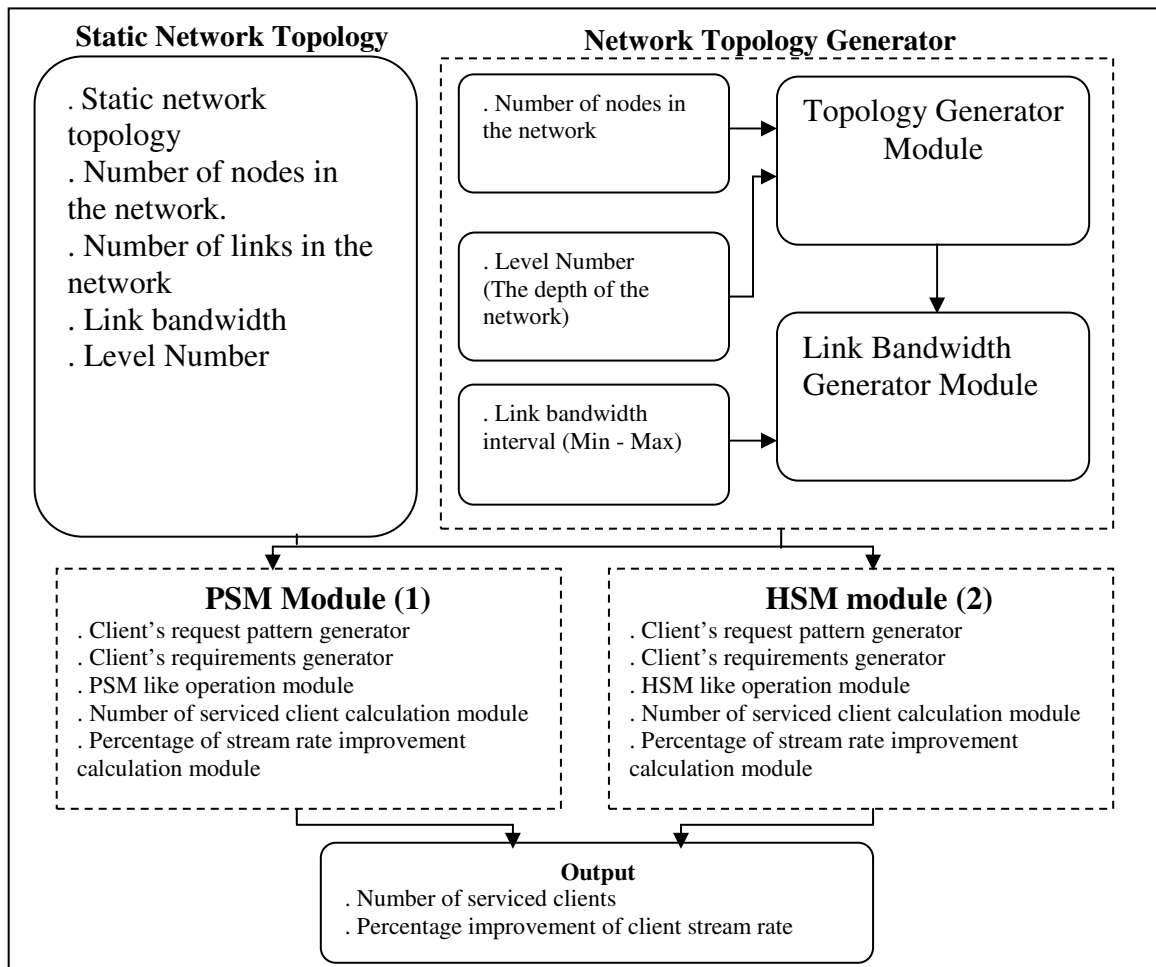 Static Network Topology
. Static network
topology
. Number of nodes in
the network.
. Number of links in the
network
. Link bandwidth
. Level Number
Network Topology Generator
. Number of nodes in
the network
Topology Generator
Module
. Level Number
(The depth of the
network)
Link Bandwidth
Generator Module
. Link bandwidth
interval (Min - Max)
PSM Module (1)
. Client’s request pattern generator
. Client’s requirements generator
. PSM like operation module
. Number of serviced client calculation module
. Percentage of stream rate improvement
calculation module
HSM module (2)
. Client’s request pattern generator
. Client’s requirements generator
. HSM like operation module
. Number of serviced client calculation module
. Percentage of stream rate improvement
calculation module
Output
. Number of serviced clients
. Percentage improvement of client stream rate